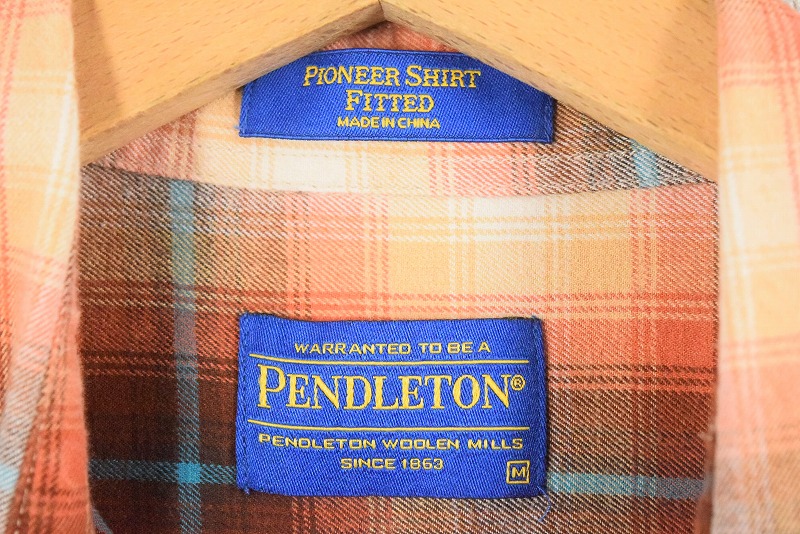 PIONEER SHIRT
FITTED
MADE IN CHINA
WARRANTED TO BE A
PENDLETON®
PENDLETON WOOLEN MILLS
SINCE 1863
M